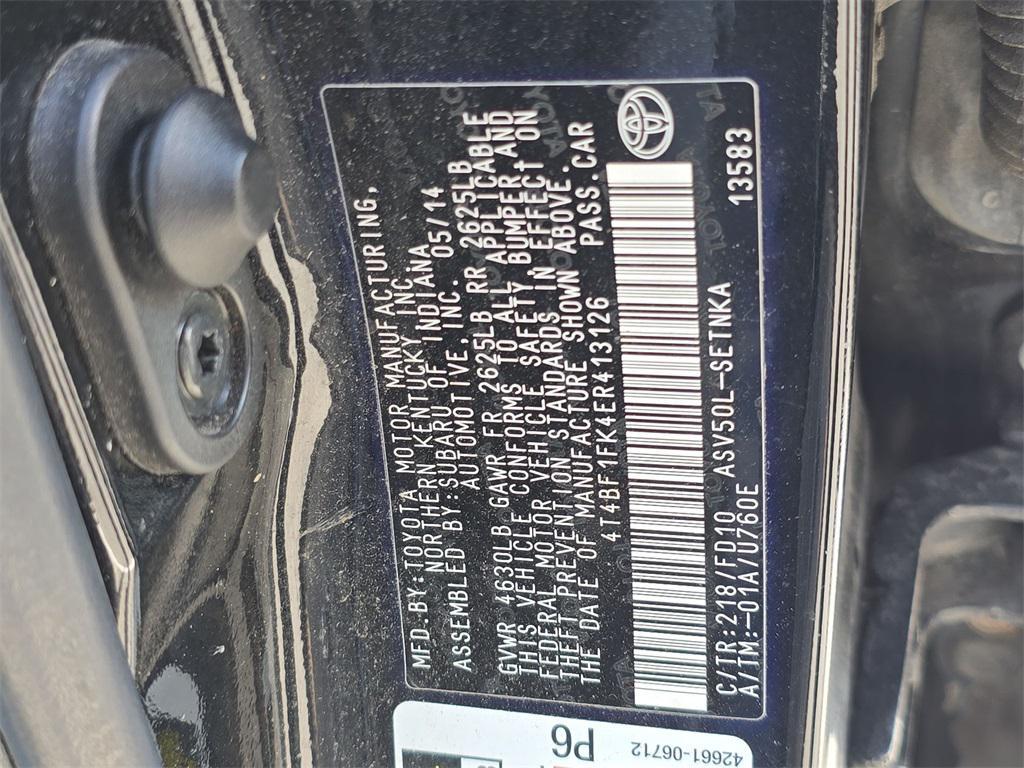 MFD.BY:TOYOTA MOTOR MANUFACTURING,
NORTHERN KENTUCKY,INC.
ASSEMBLED BY:SUBARU OF INDIANA
AUTOMOTIVE,INC. 05/14
GVWR 4630LB GAWR FR 2625LB RR 2625LB
THIS VEHICLE CONFORMS TO ALL APPLICABLE
FEDERAL MOTOR VEHICLE SAFETY, BUMPER AND
THEFT PREVENTION STANDARDS IN EFFECT ON
THE DATE OF MANUFACTURE SHOWN ABOVE.
4T4BF1FK4ER413126 PASS.CAR
C/TR:218/FD10 ASV50L-SETNKA 13583
A/TM:-01A/U760E
P6
42661-06712